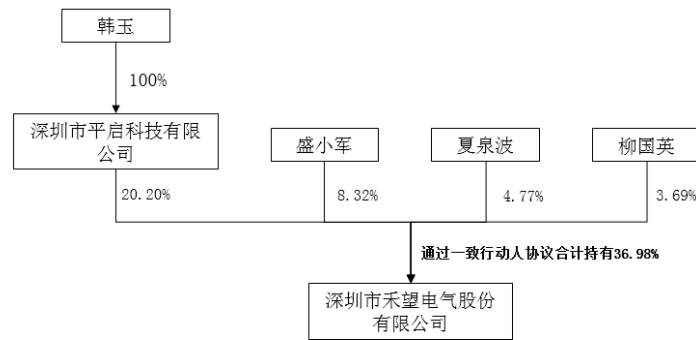 韩玉
100%
深圳市平启科技有限
公司
盛小军
夏泉波
柳国英
20.20%
8.32%
4.77%
3.69%
通过一致行动人协议合计持有36.98%
深圳市禾望电气股份
有限公司